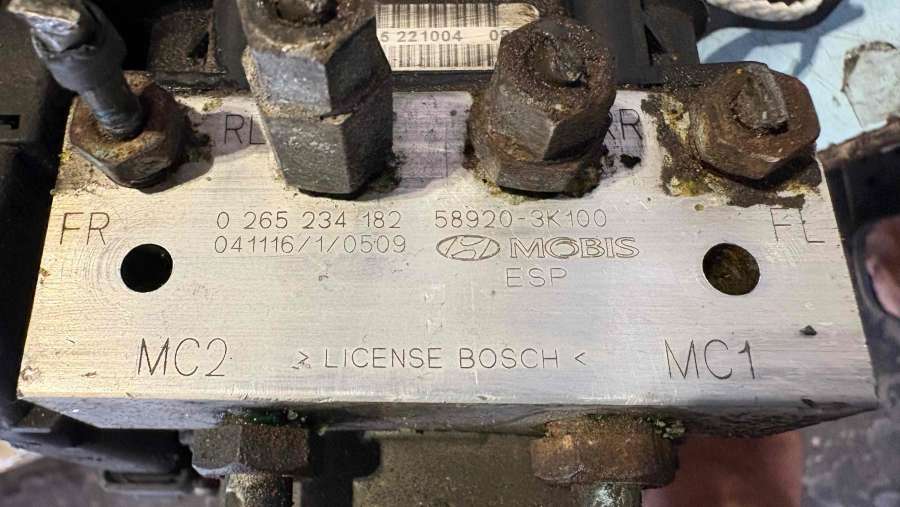 221004
RL
RR
FR
0 265 234 182 58920-3K100
FL
041116/1/0509 MOBIS
ESP
MC2
> LICENSE BOSCH <
MC1